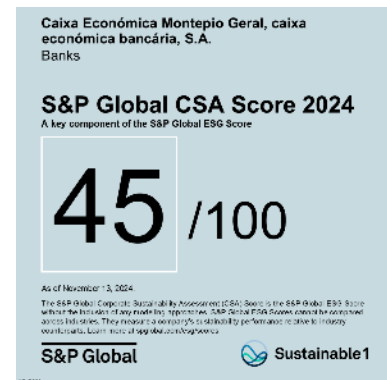 Caixa Económica Montepio Geral, caixa
económica bancária, S.A.
Banks
S&P Global CSA Score 2024
A key component of the S&P Global ESG Score
45 /100
As of November 13, 2024.
The S&P Global Corporate Sustainability Assessment (CSA) Score is the S&P Global ESG Score
without the inclusion of any modeling approaches. S&P Global ESG Scores cannot be compared
across industries. They measure a company's sustainability performance relative to industry
counterparts. Learn more at spglobal.com/esg/scores
S&P Global
Sustainable1